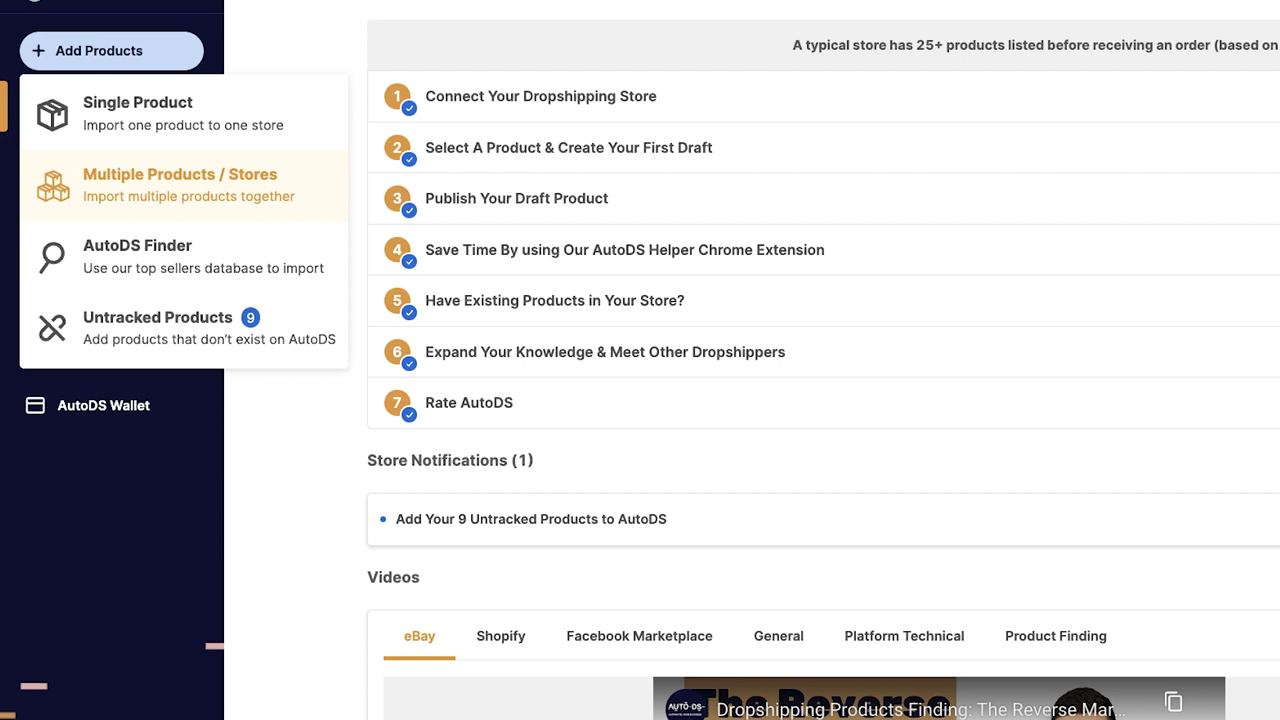 Add Products
Single Product
Import one product to one store
Multiple Products / Stores
Import multiple products together
AutoDS Finder
Use our top sellers database to import
Untracked Products 9
Add products that don't exist on AutoDS
AutoDS Wallet
A typical store has 25+ products listed before receiving an order (based on
1 Connect Your Dropshipping Store
2 Select A Product & Create Your First Draft
3 Publish Your Draft Product
4 Save Time By using Our AutoDS Helper Chrome Extension
5 Have Existing Products in Your Store?
6 Expand Your Knowledge & Meet Other Dropshippers
7 Rate AutoDS
Store Notifications (1)
Add Your 9 Untracked Products to AutoDS
Videos
eBay Shopify Facebook Marketplace General Platform Technical Product Finding
The Reverse
AUTO-DS
Dropshipping Products Finding: The Reverse Mar...